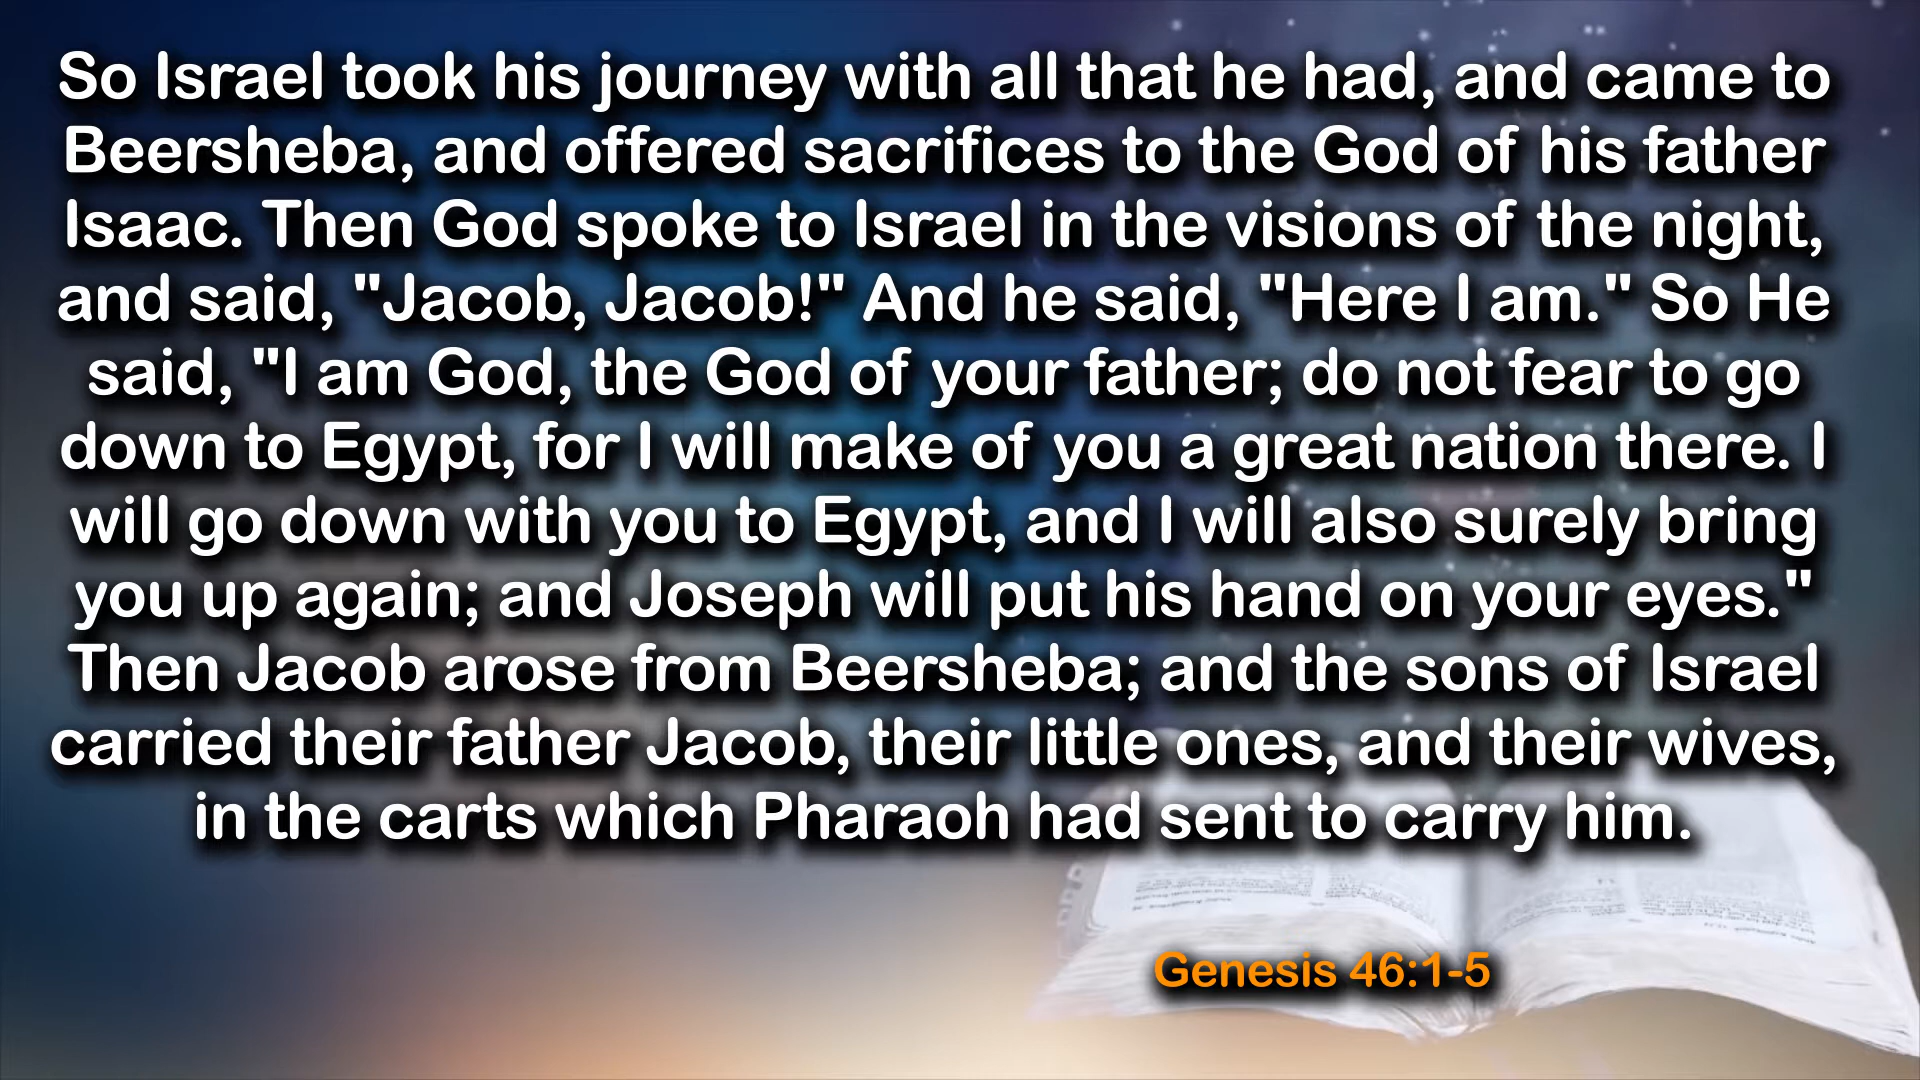 So Israel took his journey with all that he had, and came to
Beersheba, and offered sacrifices to the God of his father
Isaac. Then God spoke to Israel in the visions of the night,
and said, "Jacob, Jacob!" And he said, "Here I am." So He
said, "I am God, the God of your father; do not fear to go
down to Egypt, for I will make of you a great nation there. I
will go down with you to Egypt, and I will also surely bring
you up again; and Joseph will put his hand on your eyes."
Then Jacob arose from Beersheba; and the sons of Israel
carried their father Jacob, their little ones, and their wives,
in the carts which Pharaoh had sent to carry him.
Genesis 46:1-5